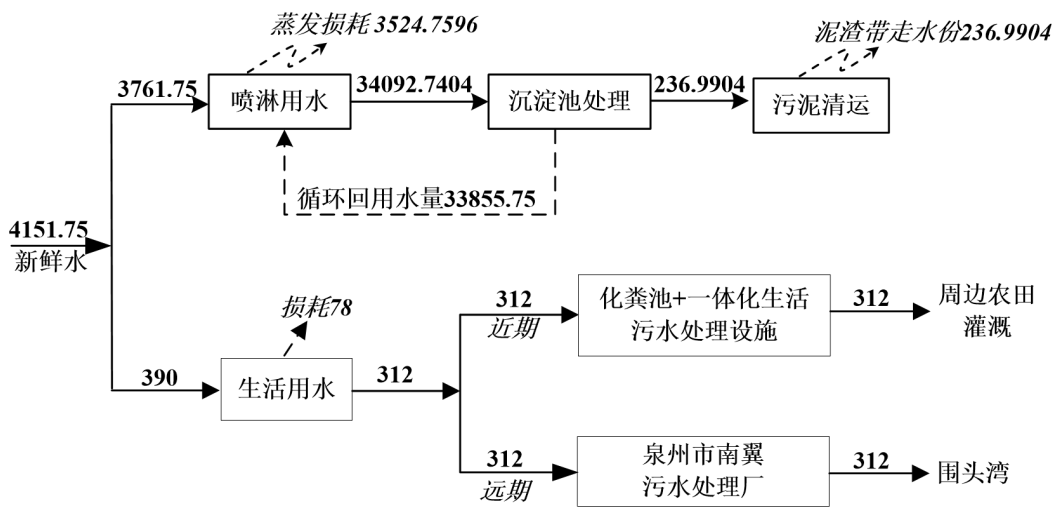 蒸发损耗 3524.7596
泥渣带走水份236.9904
3761.75
喷淋用水
34092.7404
沉淀池处理
236.9904
污泥清运
循环回用水量33855.75
4151.75
新鲜水
损耗78
312
近期
化粪池+一体化生活
污水处理设施
312
周边农田
灌溉
390
生活用水
312
312
远期
泉州市南翼
污水处理厂
312
围头湾